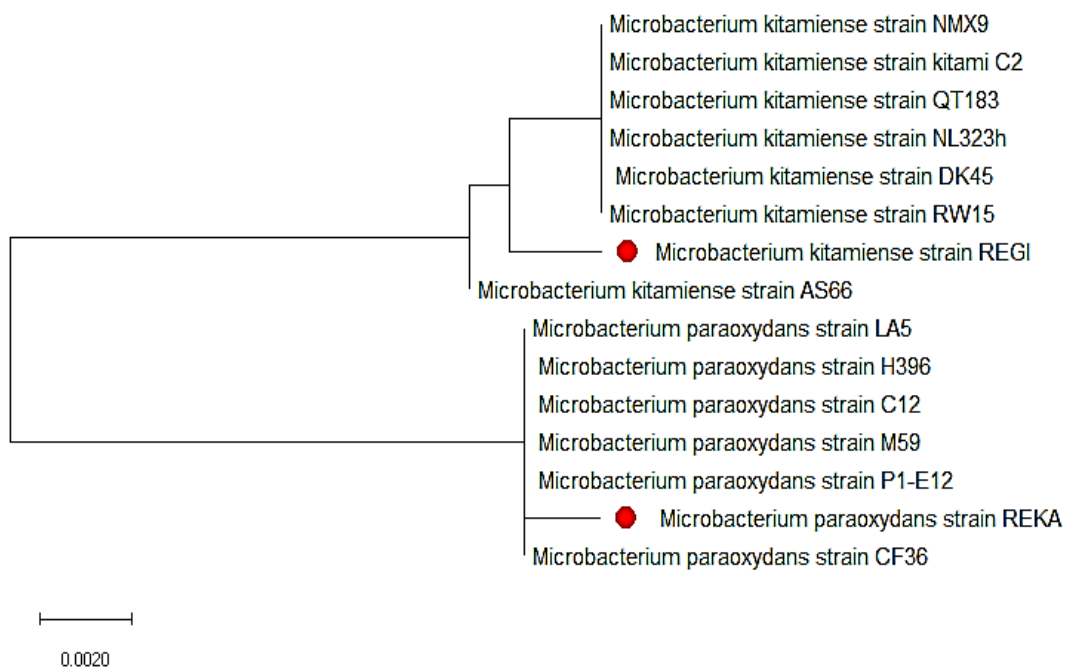 Microbacterium kitamiense strain NMX9
Microbacterium kitamiense strain kitami C2
Microbacterium kitamiense strain QT183
Microbacterium kitamiense strain NL323h
Microbacterium kitamiense strain DK45
Microbacterium kitamiense strain RW15
Microbacterium kitamiense strain REGI
Microbacterium kitamiense strain AS66
Microbacterium paraoxydans strain LA5
Microbacterium paraoxydans strain H396
Microbacterium paraoxydans strain C12
Microbacterium paraoxydans strain M59
Microbacterium paraoxydans strain P1-E12
Microbacterium paraoxydans strain REKA
Microbacterium paraoxydans strain CF36
0.0020